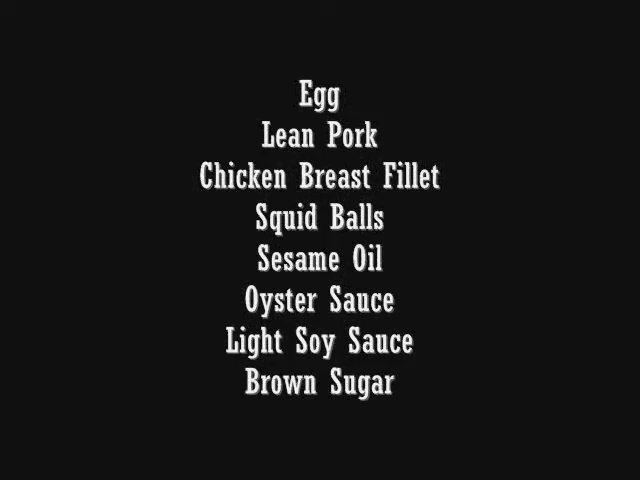 Egg
Lean Pork
Chicken Breast Fillet
Squid Balls
Sesame Oil
Oyster Sauce
Light Soy Sauce
Brown Sugar